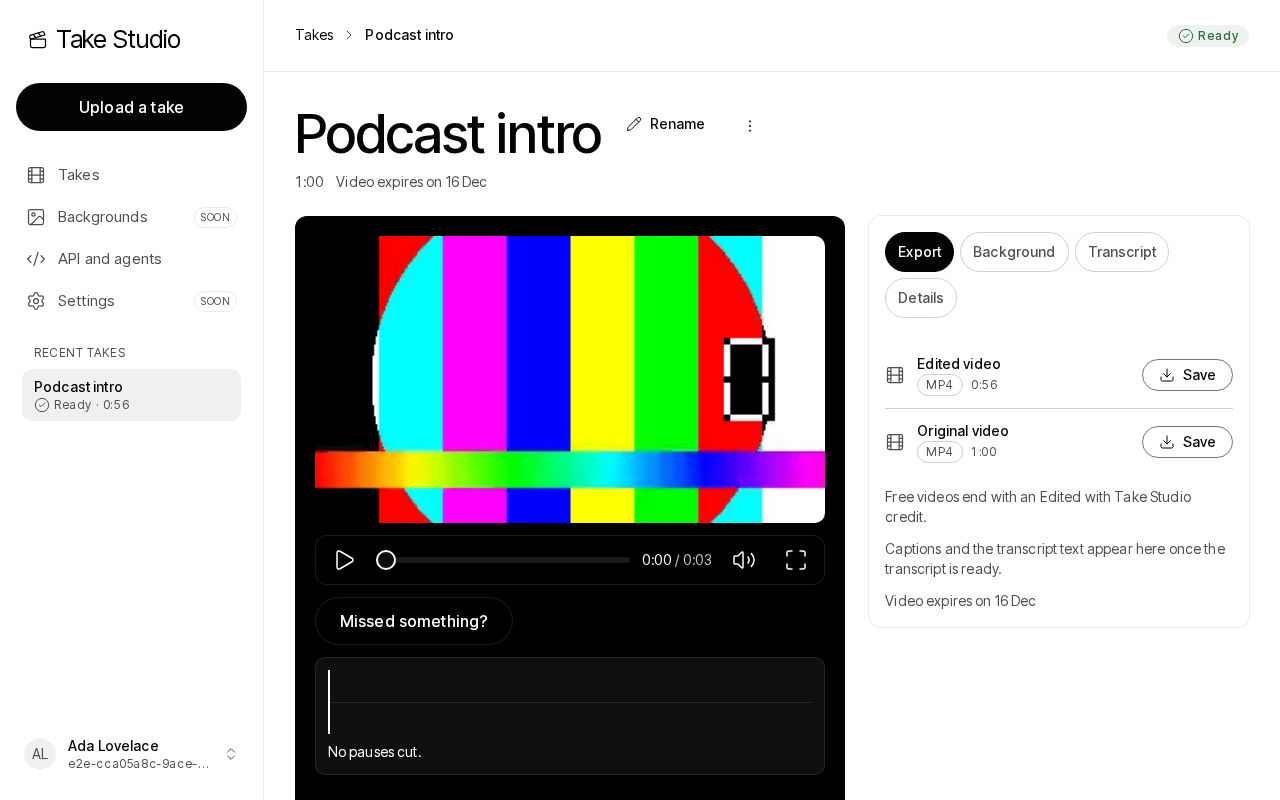 Take Studio
Upload a take
Takes
Backgrounds SOON
API and agents
Settings SOON
RECENT TAKES
Podcast intro
Ready · 0:56
AL
Ada Lovelace
e2e-cca05a8c-9ace-...
Takes > Podcast intro
Ready
Podcast intro
Rename
1:00 Video expires on 16 Dec
0:00 / 0:03
Missed something?
No pauses cut.
Export Background Transcript
Details
Edited video
MP4 0:56
Save
Original video
MP4 1:00
Save
Free videos end with an Edited with Take Studio
credit.
Captions and the transcript text appear here once the
transcript is ready.
Video expires on 16 Dec